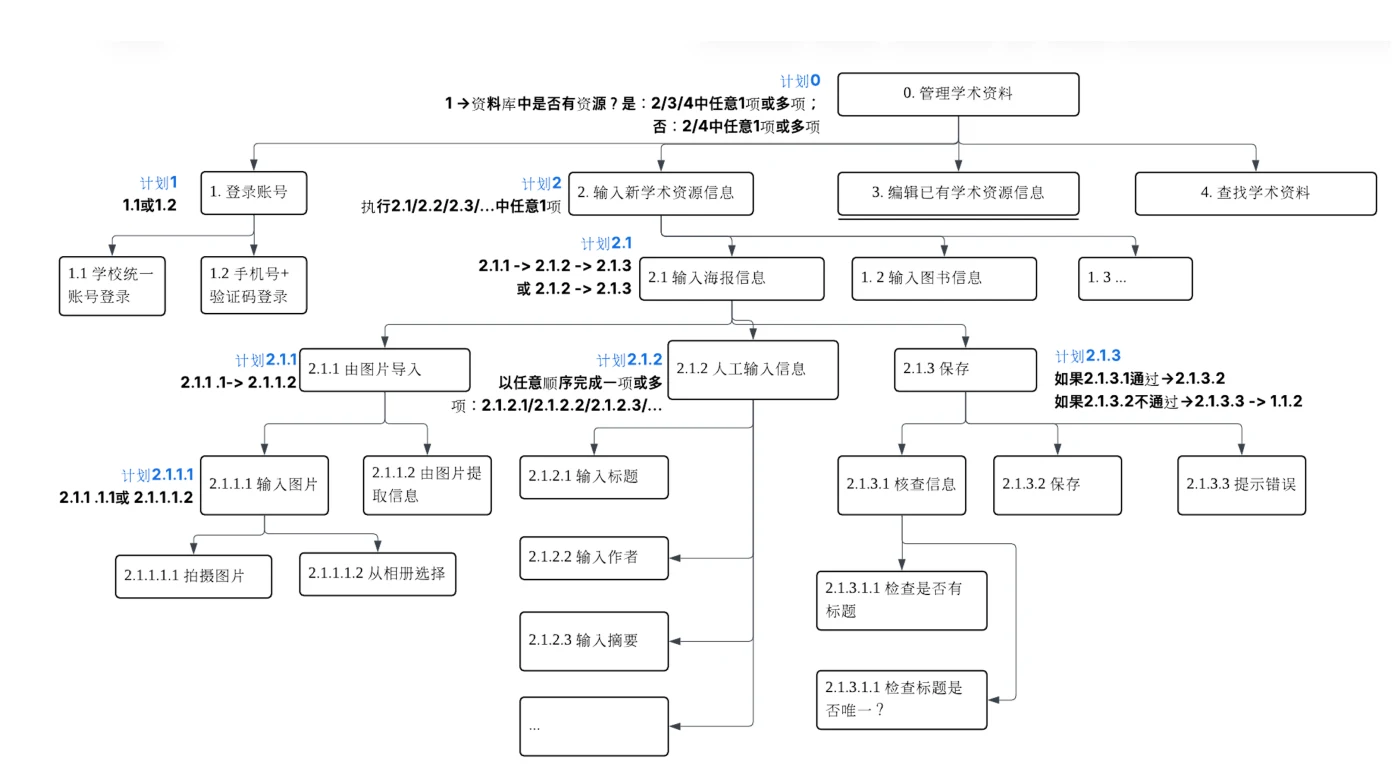 计划0
1 →资料库中是否有资源？是：2/3/4中任意1项或多项；
否：2/4中任意1项或多项
0. 管理学术资料
计划1
1.1或1.2
1. 登录账号
计划2
执行2.1/2.2/2.3/...中任意1项
2. 输入新学术资源信息
3. 编辑已有学术资源信息
4. 查找学术资料
1.1 学校统一
账号登录
1.2 手机号+
验证码登录
计划2.1
2.1.1 -> 2.1.2 -> 2.1.3
或 2.1.2 -> 2.1.3
2.1 输入海报信息
1. 2 输入图书信息
1. 3 ...
计划2.1.1
2.1.1 .1-> 2.1.1.2
2.1.1 由图片导入
计划2.1.2
以任意顺序完成一项或多
项：2.1.2.1/2.1.2.2/2.1.2.3/...
2.1.2 人工输入信息
2.1.3 保存
计划2.1.3
如果2.1.3.1通过→2.1.3.2
如果2.1.3.2不通过→2.1.3.3 -> 1.1.2
计划2.1.1.1
2.1.1 .1.1或 2.1.1.1.2
2.1.1.1 输入图片
2.1.1.2 由图片提
取信息
2.1.2.1 输入标题
2.1.3.1 核查信息
2.1.3.2 保存
2.1.3.3 提示错误
2.1.1.1.1 拍摄图片
2.1.1.1.2 从相册选择
2.1.2.2 输入作者
2.1.3.1.1 检查是否有
标题
2.1.2.3 输入摘要
2.1.3.1.1 检查标题是
否唯一？
...